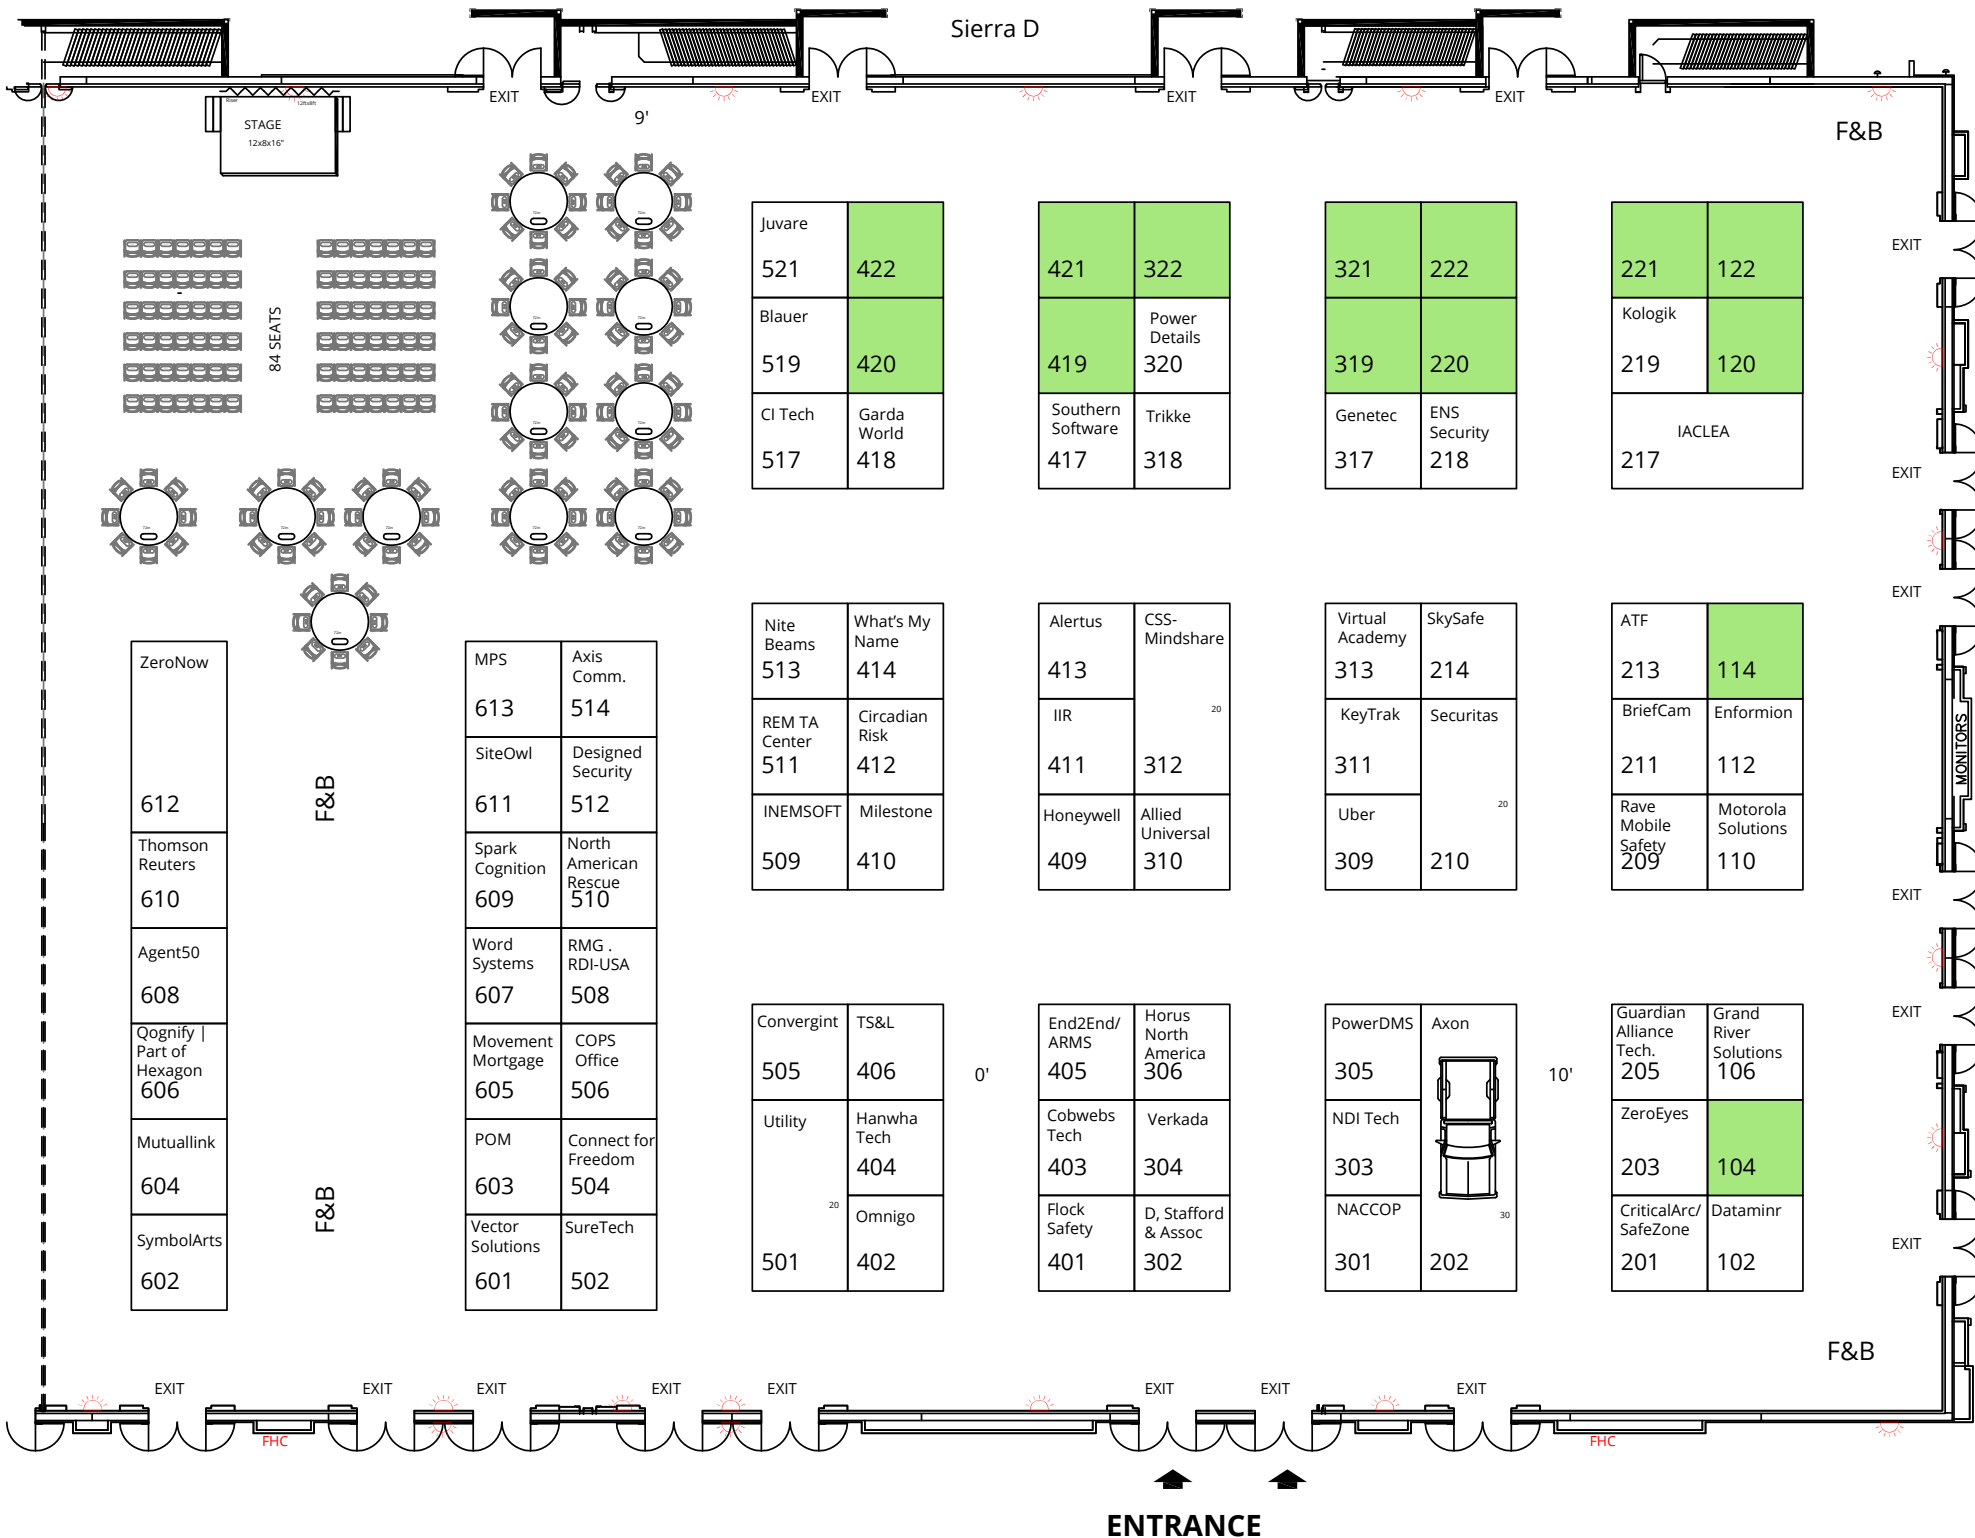 Sierra D
EXIT
EXIT
EXIT
EXIT
9'
F&B
Riser
12ftx8ft
STAGE
12x8x16"
84 SEATS
EXIT
EXIT
EXIT
MONITORS
EXIT
EXIT
EXIT
Juvare
521
422
Blauer
519
420
CI Tech
517
Garda
World
418
421
322
419
Power
Details
320
Southern
Software
417
Trikke
318
321
222
319
220
Genetec
317
ENS
Security
218
221
122
Kologik
219
120
IACLEA
217
ZeroNow
612
Thomson
Reuters
610
Agent50
608
Qognify |
Part of
Hexagon
606
Mutuallink
604
SymbolArts
602
F&B
F&B
MPS
613
Axis
Comm.
514
SiteOwl
611
Designed
Security
512
Spark
Cognition
609
North
American
Rescue
510
Word
Systems
607
RMG .
RDI-USA
508
Movement
Mortgage
605
COPS
Office
506
POM
603
Connect for
Freedom
504
Vector
Solutions
601
SureTech
502
Nite
Beams
513
What's My
Name
414
REM TA
Center
511
Circadian
Risk
412
INEMSOFT
509
Milestone
410
Alertus
413
CSS-
Mindshare
20
312
IIR
411
Honeywell
409
Allied
Universal
310
Virtual
Academy
313
SkySafe
214
KeyTrak
311
Securitas
20
210
Uber
309
ATF
213
114
BriefCam
211
Enformion
112
Rave
Mobile
Safety
209
Motorola
Solutions
110
Convergint
505
TS&L
406
Utility
20
501
Hanwha
Tech
404
Omnigo
402
0'
End2End/
ARMS
405
Horus
North
America
306
Cobwebs
Tech
403
Verkada
304
Flock
Safety
401
D, Stafford
& Assoc
302
PowerDMS
305
Axon
30
202
NDI Tech
303
NACCOP
301
10'
Guardian
Alliance
Tech.
205
Grand
River
Solutions
106
ZeroEyes
203
104
CriticalArc/
SafeZone
201
Dataminr
102
F&B
EXIT
EXIT
EXIT
EXIT
EXIT
EXIT
EXIT
EXIT
FHC
FHC
ENTRANCE